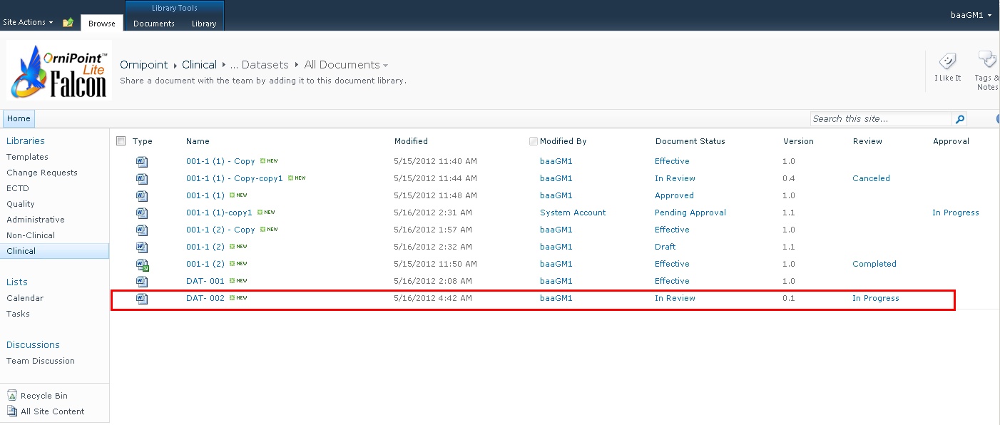 Library Tools
Site Actions Browse Documents Library baaGM1
OrniPoint™
Lite
Falcon
Ornipoint Clinical ... Datasets All Documents
Share a document with the team by adding it to this document library.
I Like It Tags &
Notes
Home Search this site...
Libraries
Templates
Change Requests
ECTD
Quality
Administrative
Non-Clinical
Clinical
Lists
Calendar
Tasks
Discussions
Team Discussion
Recycle Bin
All Site Content
Type Name Modified Modified By Document Status Version Review Approval
001-1 (1) - Copy NEW 5/15/2012 11:40 AM baaGM1 Effective 1.0
001-1 (1) - Copy-copy1 NEW 5/15/2012 11:44 AM baaGM1 In Review 0.4 Canceled
001-1 (1) NEW 5/15/2012 11:48 AM baaGM1 Approved 1.0
001-1 (1)-copy1 NEW 5/16/2012 2:31 AM System Account Pending Approval 1.1 In Progress
001-1 (2) - Copy NEW 5/16/2012 1:57 AM baaGM1 Effective 1.0
001-1 (2) NEW 5/16/2012 2:32 AM baaGM1 Draft 1.1
001-1 (2) NEW 5/15/2012 11:50 AM baaGM1 Effective 1.0 Completed
DAT- 001 NEW 5/16/2012 2:08 AM baaGM1 Effective 1.0
DAT- 002 NEW 5/16/2012 4:42 AM baaGM1 In Review 0.1 In Progress